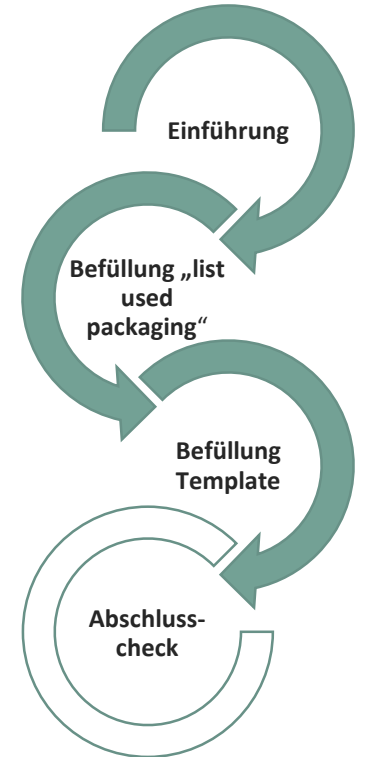 Einführung
Befüllung „list
used
packaging“
Befüllung
Template
Abschluss-
check